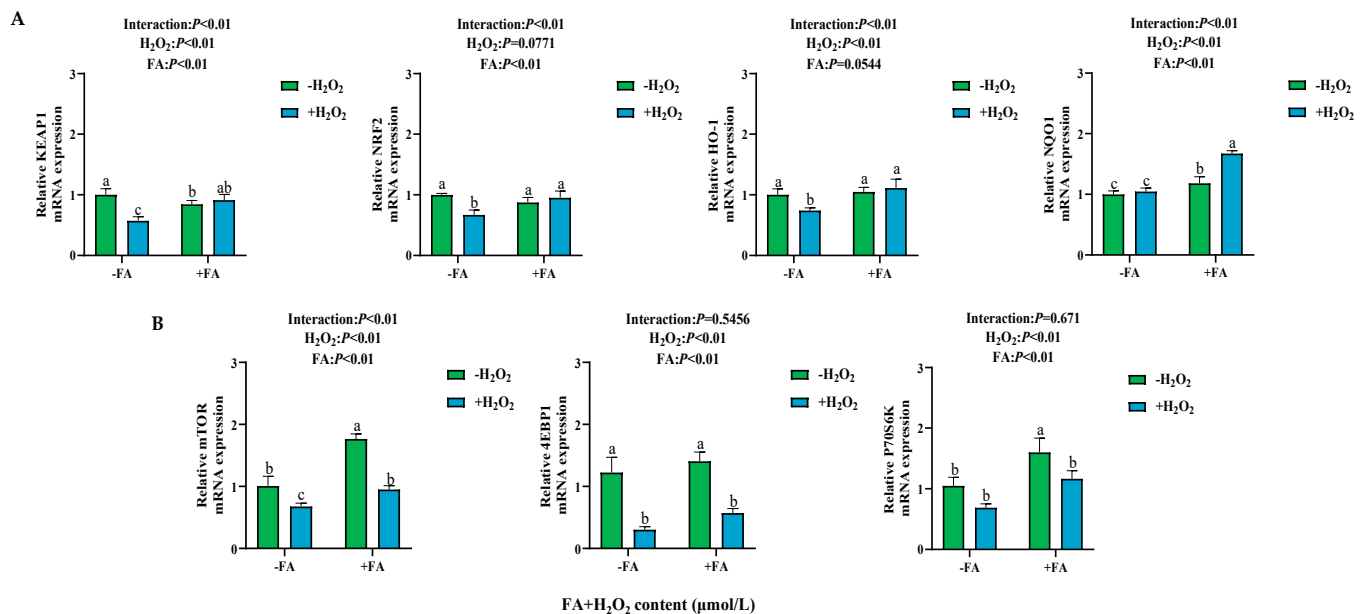 A
Interaction:P<0.01
H₂O₂:P<0.01
FA:P<0.01
Relative KEAP1
mRNA expression
3
2
1
0
a
c
b
ab
-FA
+FA
-H₂O₂
+H₂O₂
Interaction:P<0.01
H₂O₂:P=0.0771
FA:P<0.01
Relative NRF2
mRNA expression
3
2
1
0
a
b
a
a
-FA
+FA
-H₂O₂
+H₂O₂
Interaction:P<0.01
H₂O₂:P<0.01
FA:P=0.0544
Relative HO-1
mRNA expression
3
2
1
0
a
b
a
a
-FA
+FA
-H₂O₂
+H₂O₂
Interaction:P<0.01
H₂O₂:P<0.01
FA:P<0.01
Relative NQO1
mRNA expression
3
2
1
0
c
c
b
a
-FA
+FA
-H₂O₂
+H₂O₂
B
Interaction:P<0.01
H₂O₂:P<0.01
FA:P<0.01
Relative mTOR
mRNA expression
3
2
1
0
b
c
a
b
-FA
+FA
-H₂O₂
+H₂O₂
Interaction:P=0.5456
H₂O₂:P<0.01
FA:P<0.01
Relative 4EBP1
mRNA expression
3
2
1
0
a
b
a
b
-FA
+FA
-H₂O₂
+H₂O₂
Interaction:P=0.671
H₂O₂:P<0.01
FA:P<0.01
Relative P70S6K
mRNA expression
3
2
1
0
b
b
a
b
-FA
+FA
-H₂O₂
+H₂O₂
FA+H₂O₂ content (μmol/L)